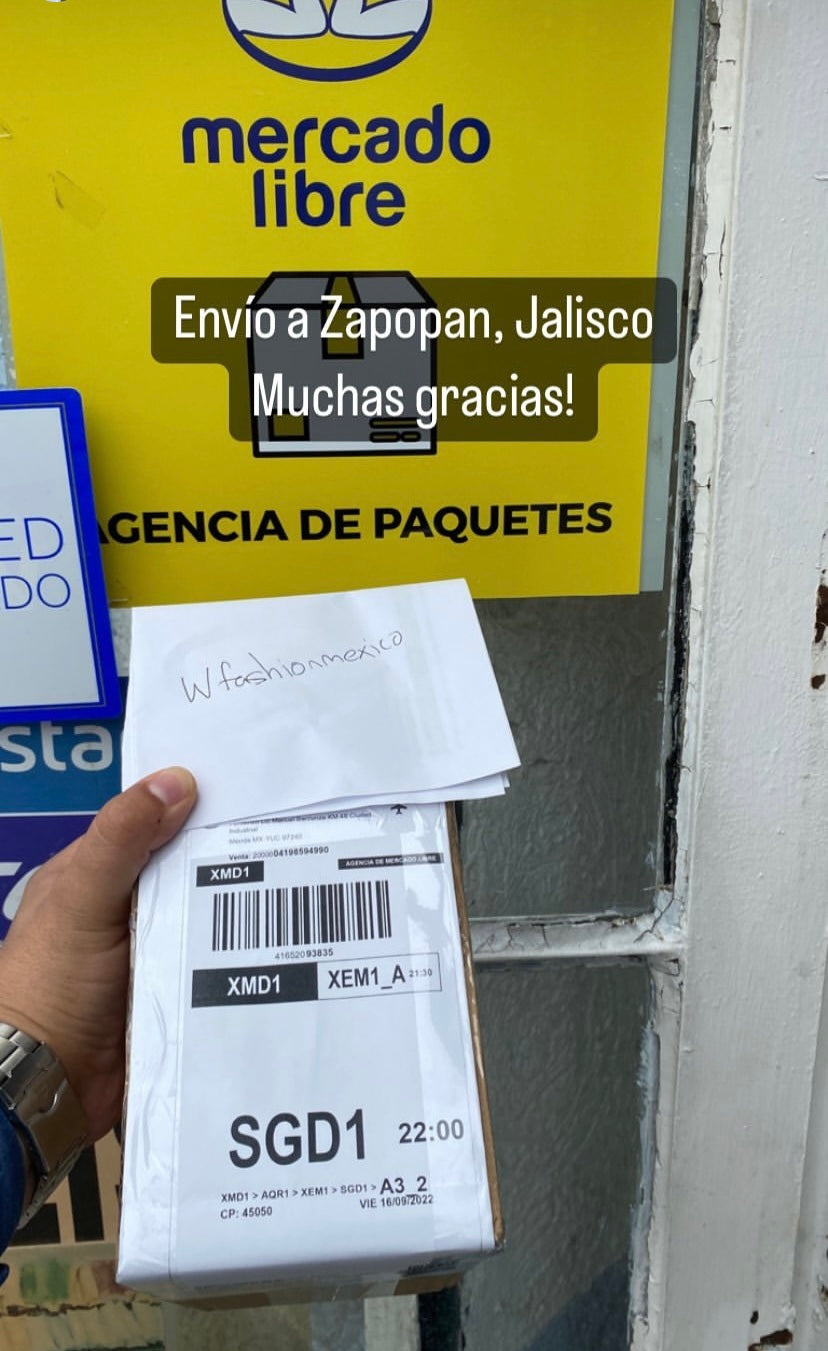 mercado
libre
Envío a Zapopan, Jalisco
Muchas gracias!
AGENCIA DE PAQUETES
ED
DO
sta
Wfashionmexico
Industrial
Mérida MX-YUC 97240
Venta: 2000004198594990
AGENCIA DE MERCADO LIBRE
XMD1
41652093835
XMD1 XEM1_A 21:30
SGD1 22:00
XMD1 > AQR1 > XEM1 > SGD1 > A3_2
CP: 45050 VIE 16/09/2022